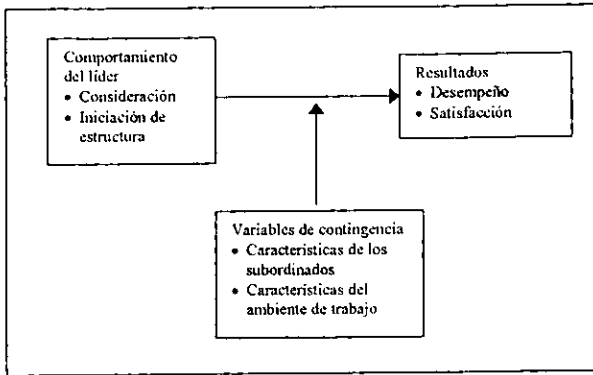 Comportamiento
del líder
• Consideración
• Iniciación de
estructura
Resultados
• Desempeño
• Satisfacción
Variables de contingencia
• Características de los
subordinados
• Características del
ambiente de trabajo